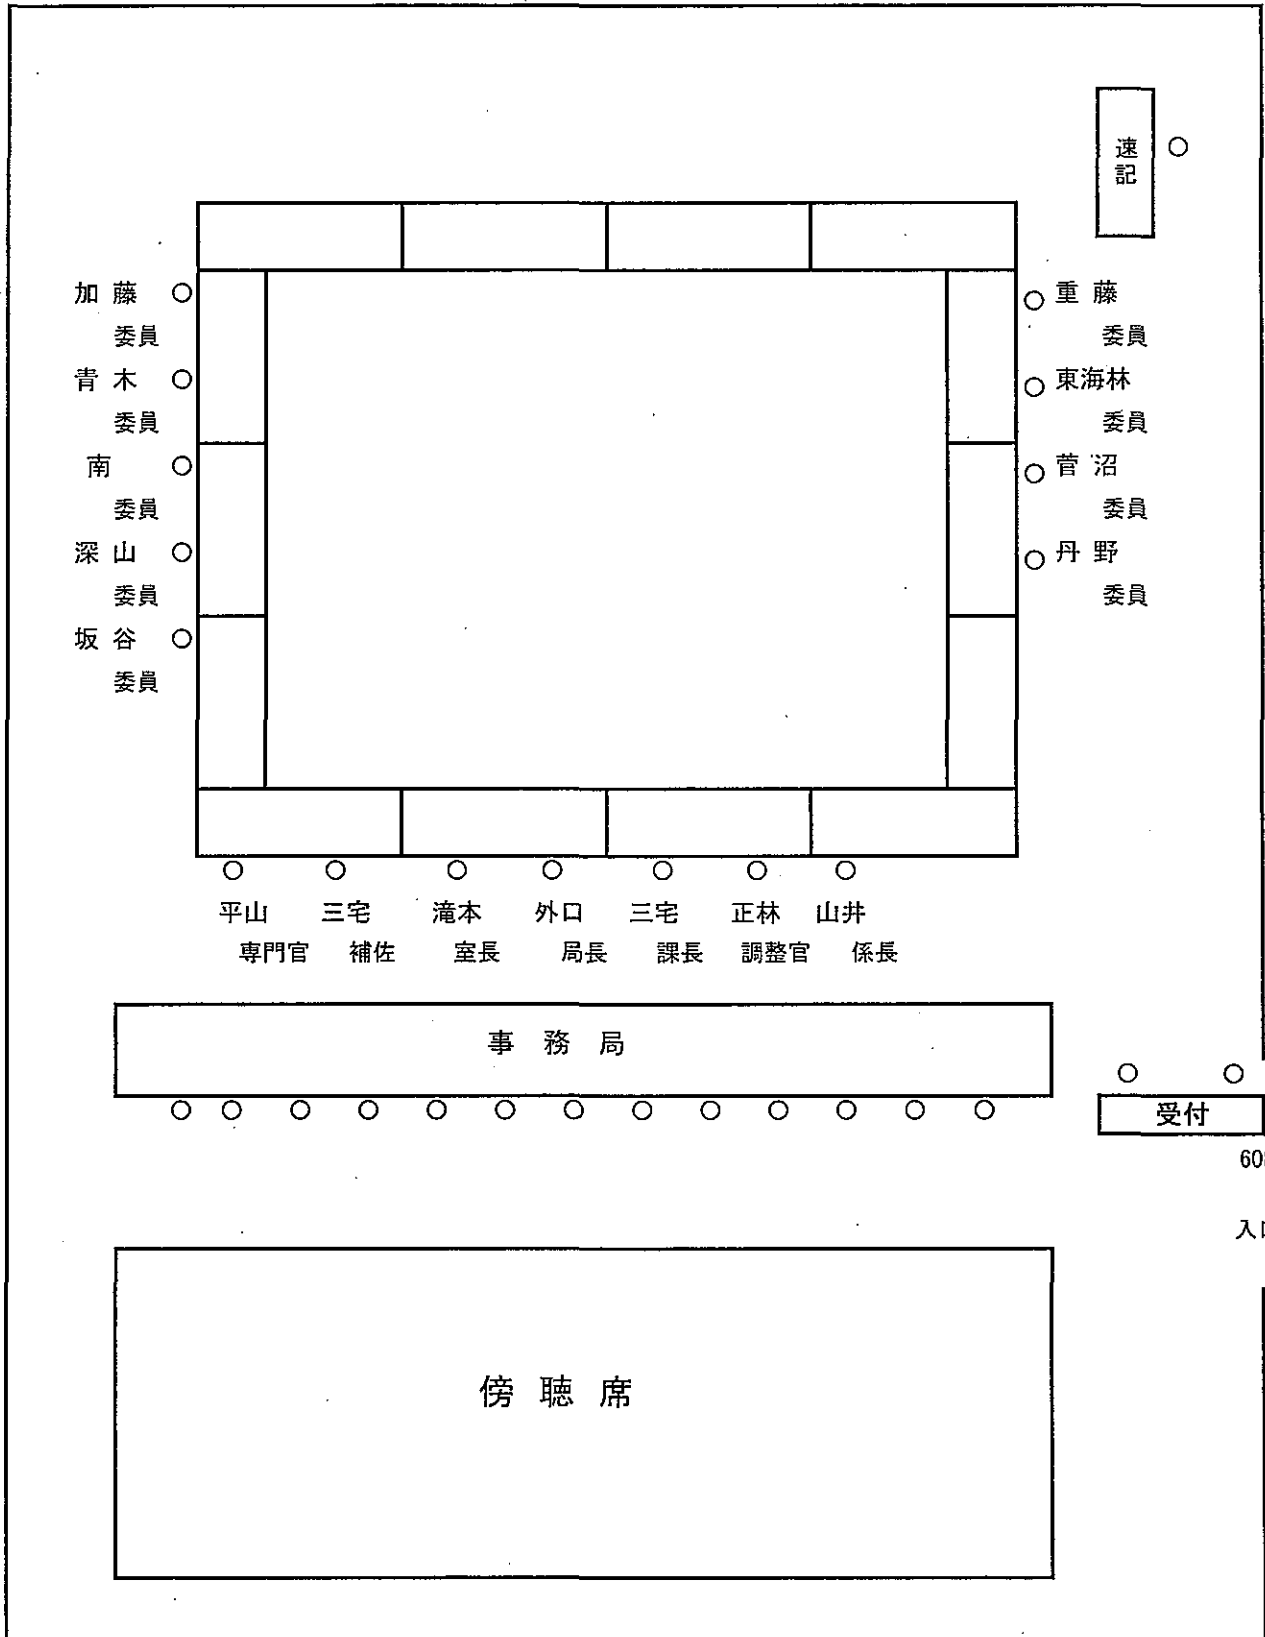 速記
加藤
委員
青木
委員
南
委員
深山
委員
坂谷
委員
重藤
委員
東海林
委員
菅沼
委員
丹野
委員
平山 三宅 滝本 外口 三宅 正林 山井
専門官 補佐 室長 局長 課長 調整官 係長
事務局
受付
60
入口
傍聴席